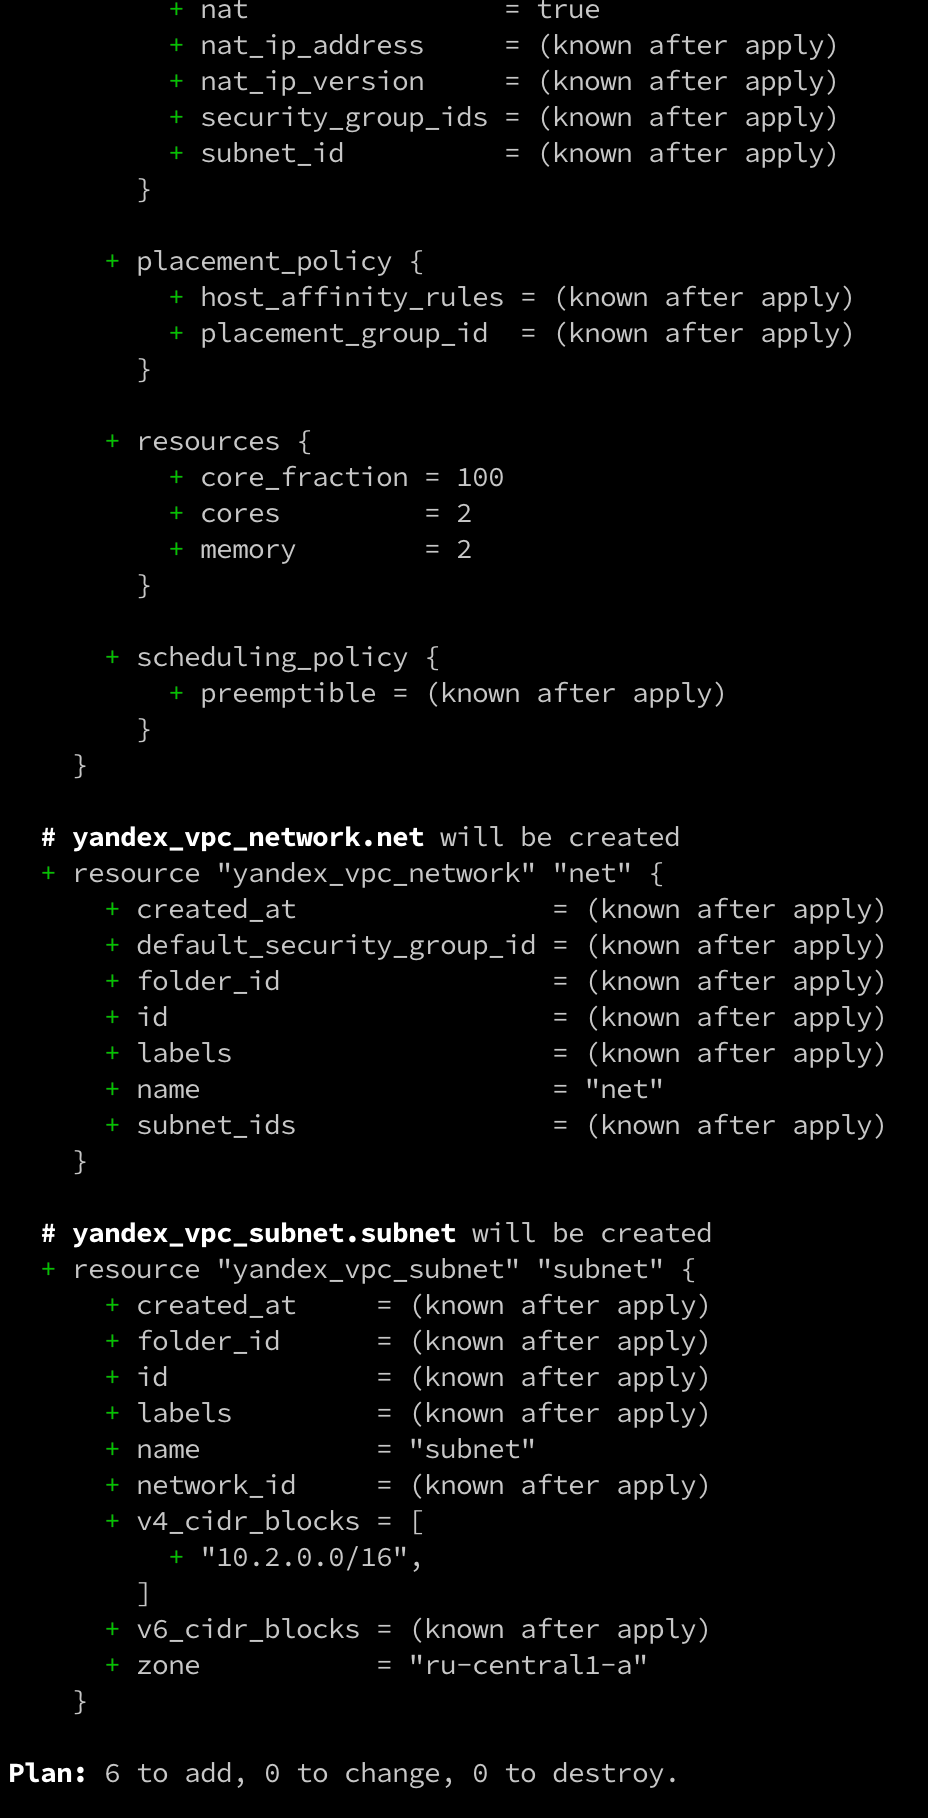 + nat                = true
+ nat_ip_address     = (known after apply)
+ nat_ip_version     = (known after apply)
+ security_group_ids = (known after apply)
+ subnet_id          = (known after apply)
}
+ placement_policy {
+ host_affinity_rules = (known after apply)
+ placement_group_id  = (known after apply)
}
+ resources {
+ core_fraction = 100
+ cores         = 2
+ memory        = 2
}
+ scheduling_policy {
+ preemptible = (known after apply)
}
}
# yandex_vpc_network.net will be created
+ resource "yandex_vpc_network" "net" {
+ created_at                = (known after apply)
+ default_security_group_id = (known after apply)
+ folder_id                 = (known after apply)
+ id                        = (known after apply)
+ labels                    = (known after apply)
+ name                      = "net"
+ subnet_ids                = (known after apply)
}
# yandex_vpc_subnet.subnet will be created
+ resource "yandex_vpc_subnet" "subnet" {
+ created_at     = (known after apply)
+ folder_id      = (known after apply)
+ id             = (known after apply)
+ labels         = (known after apply)
+ name           = "subnet"
+ network_id     = (known after apply)
+ v4_cidr_blocks = [
+ "10.2.0.0/16",
]
+ v6_cidr_blocks = (known after apply)
+ zone           = "ru-central1-a"
}
Plan: 6 to add, 0 to change, 0 to destroy.